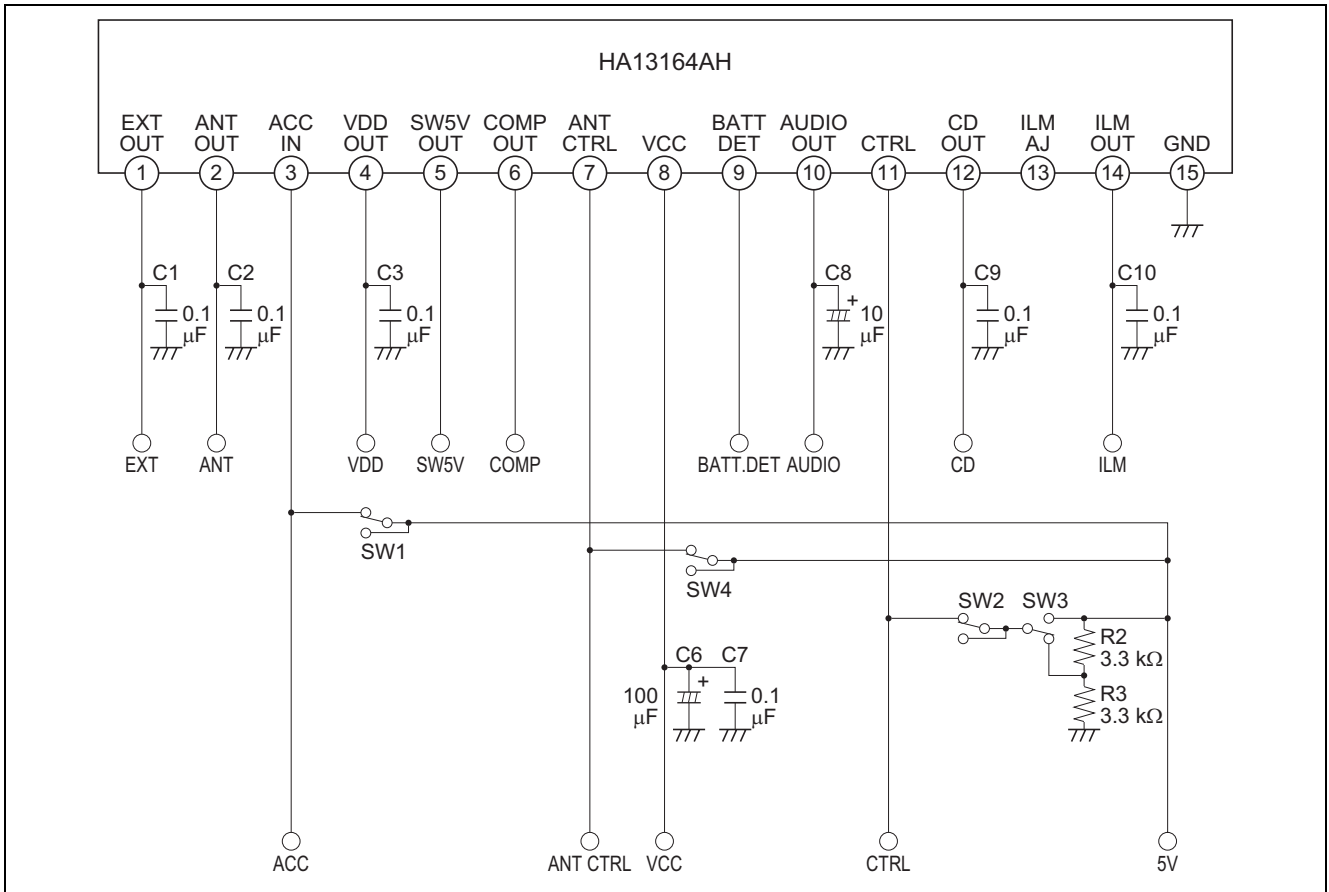 HA13164AH
EXT OUT
ANT OUT
ACC IN
VDD OUT
SW5V OUT
COMP OUT
ANT CTRL
VCC
BATT DET
AUDIO OUT
CTRL
CD OUT
ILM AJ
ILM OUT
GND
1 2 3 4 5 6 7 8 9 10 11 12 13 14 15
C1 0.1 μF
C2 0.1 μF
C3 0.1 μF
C8 + 10 μF
C9 0.1 μF
C10 0.1 μF
EXT ANT VDD SW5V COMP BATT.DET AUDIO CD ILM
SW1
SW4
SW2 SW3
R2 3.3 kΩ
R3 3.3 kΩ
C6 + 100 μF
C7 0.1 μF
ACC ANT CTRL VCC CTRL 5V